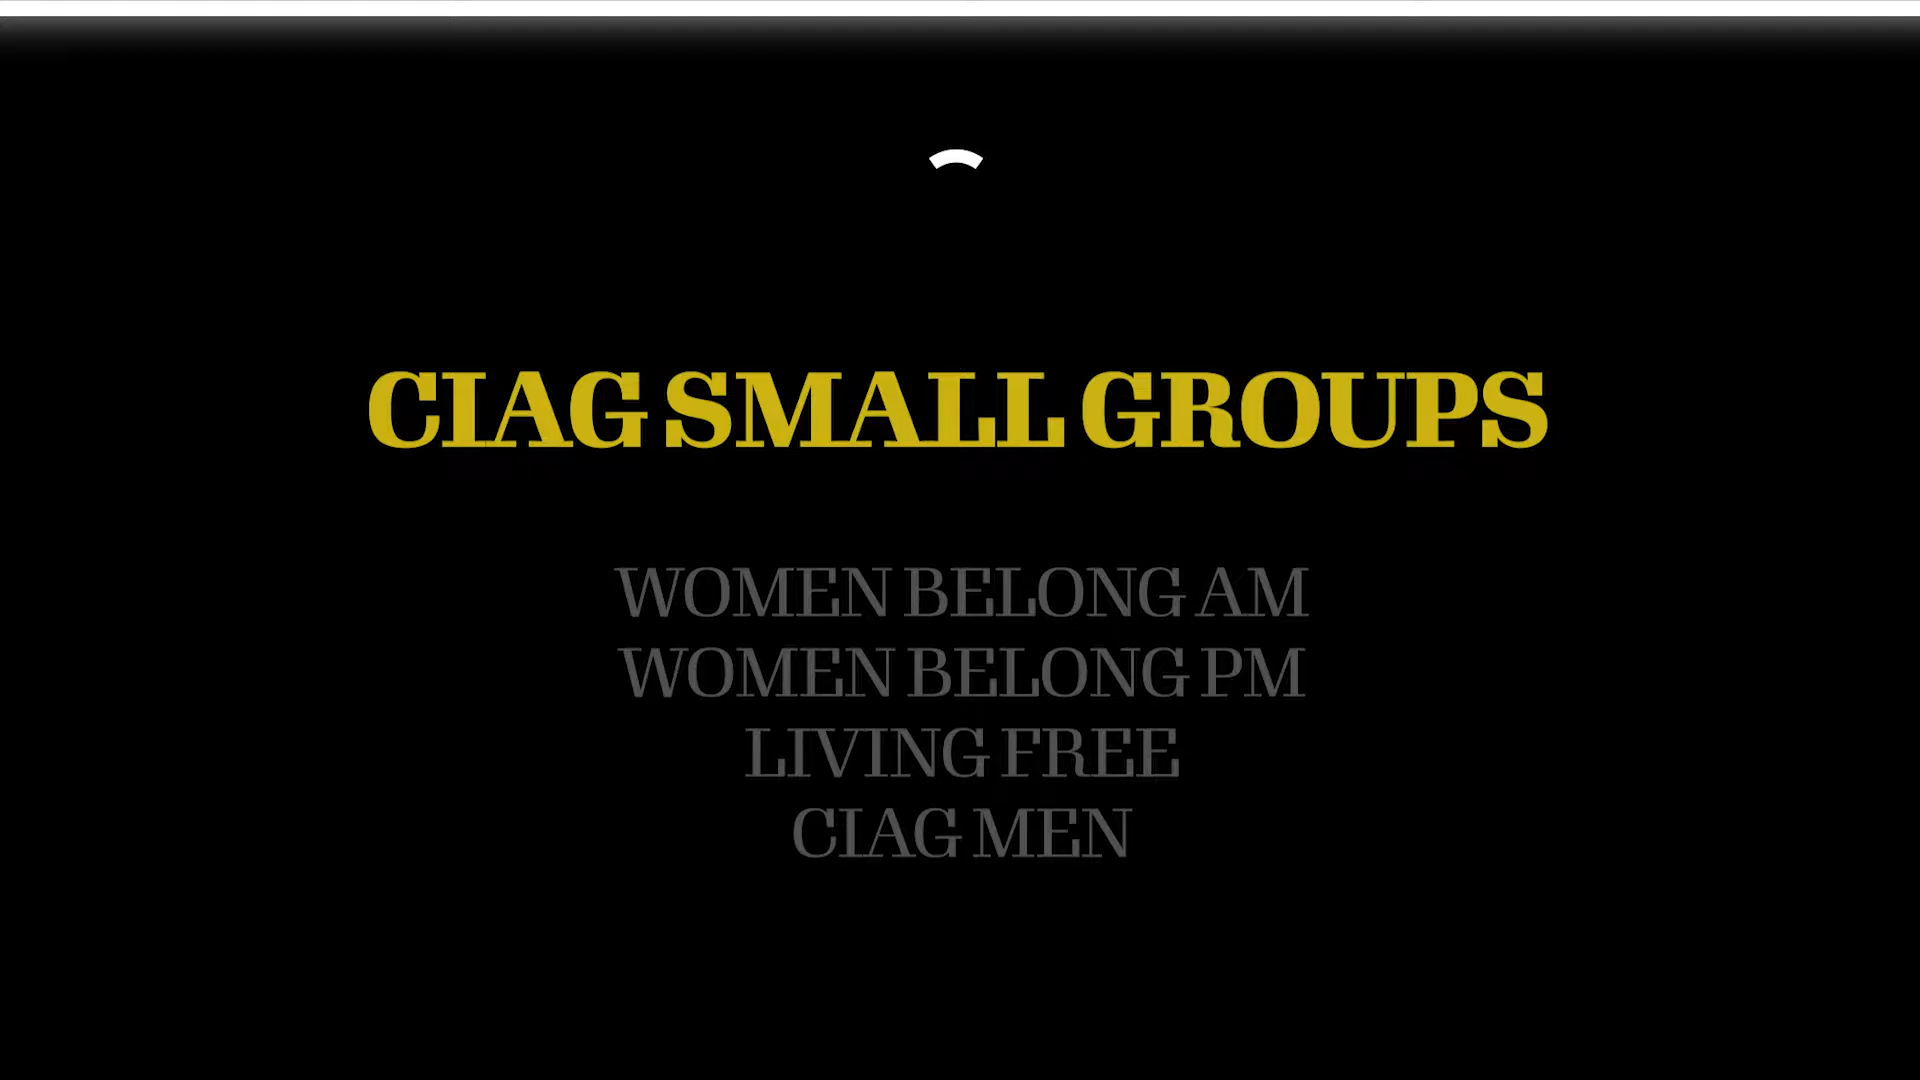 CIAG SMALL GROUPS
WOMEN BELONG AM
WOMEN BELONG PM
LIVING FREE
CIAG MEN